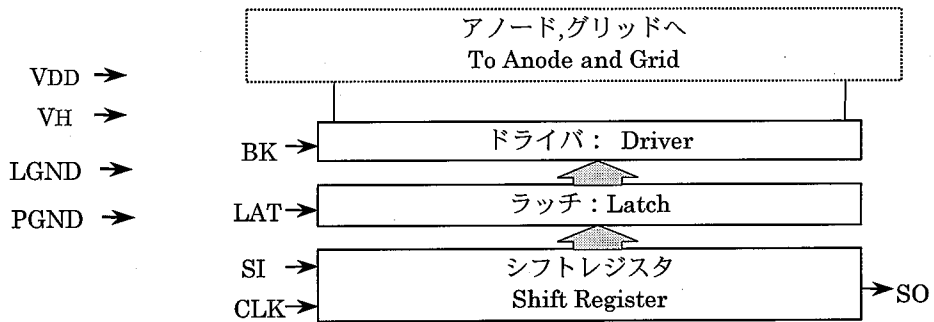 アノード,グリッドへ
To Anode and Grid
VDD
VH
LGND
PGND
BK
ドライバ： Driver
LAT
ラッチ：Latch
SI
CLK
シフトレジスタ
Shift Register
SO